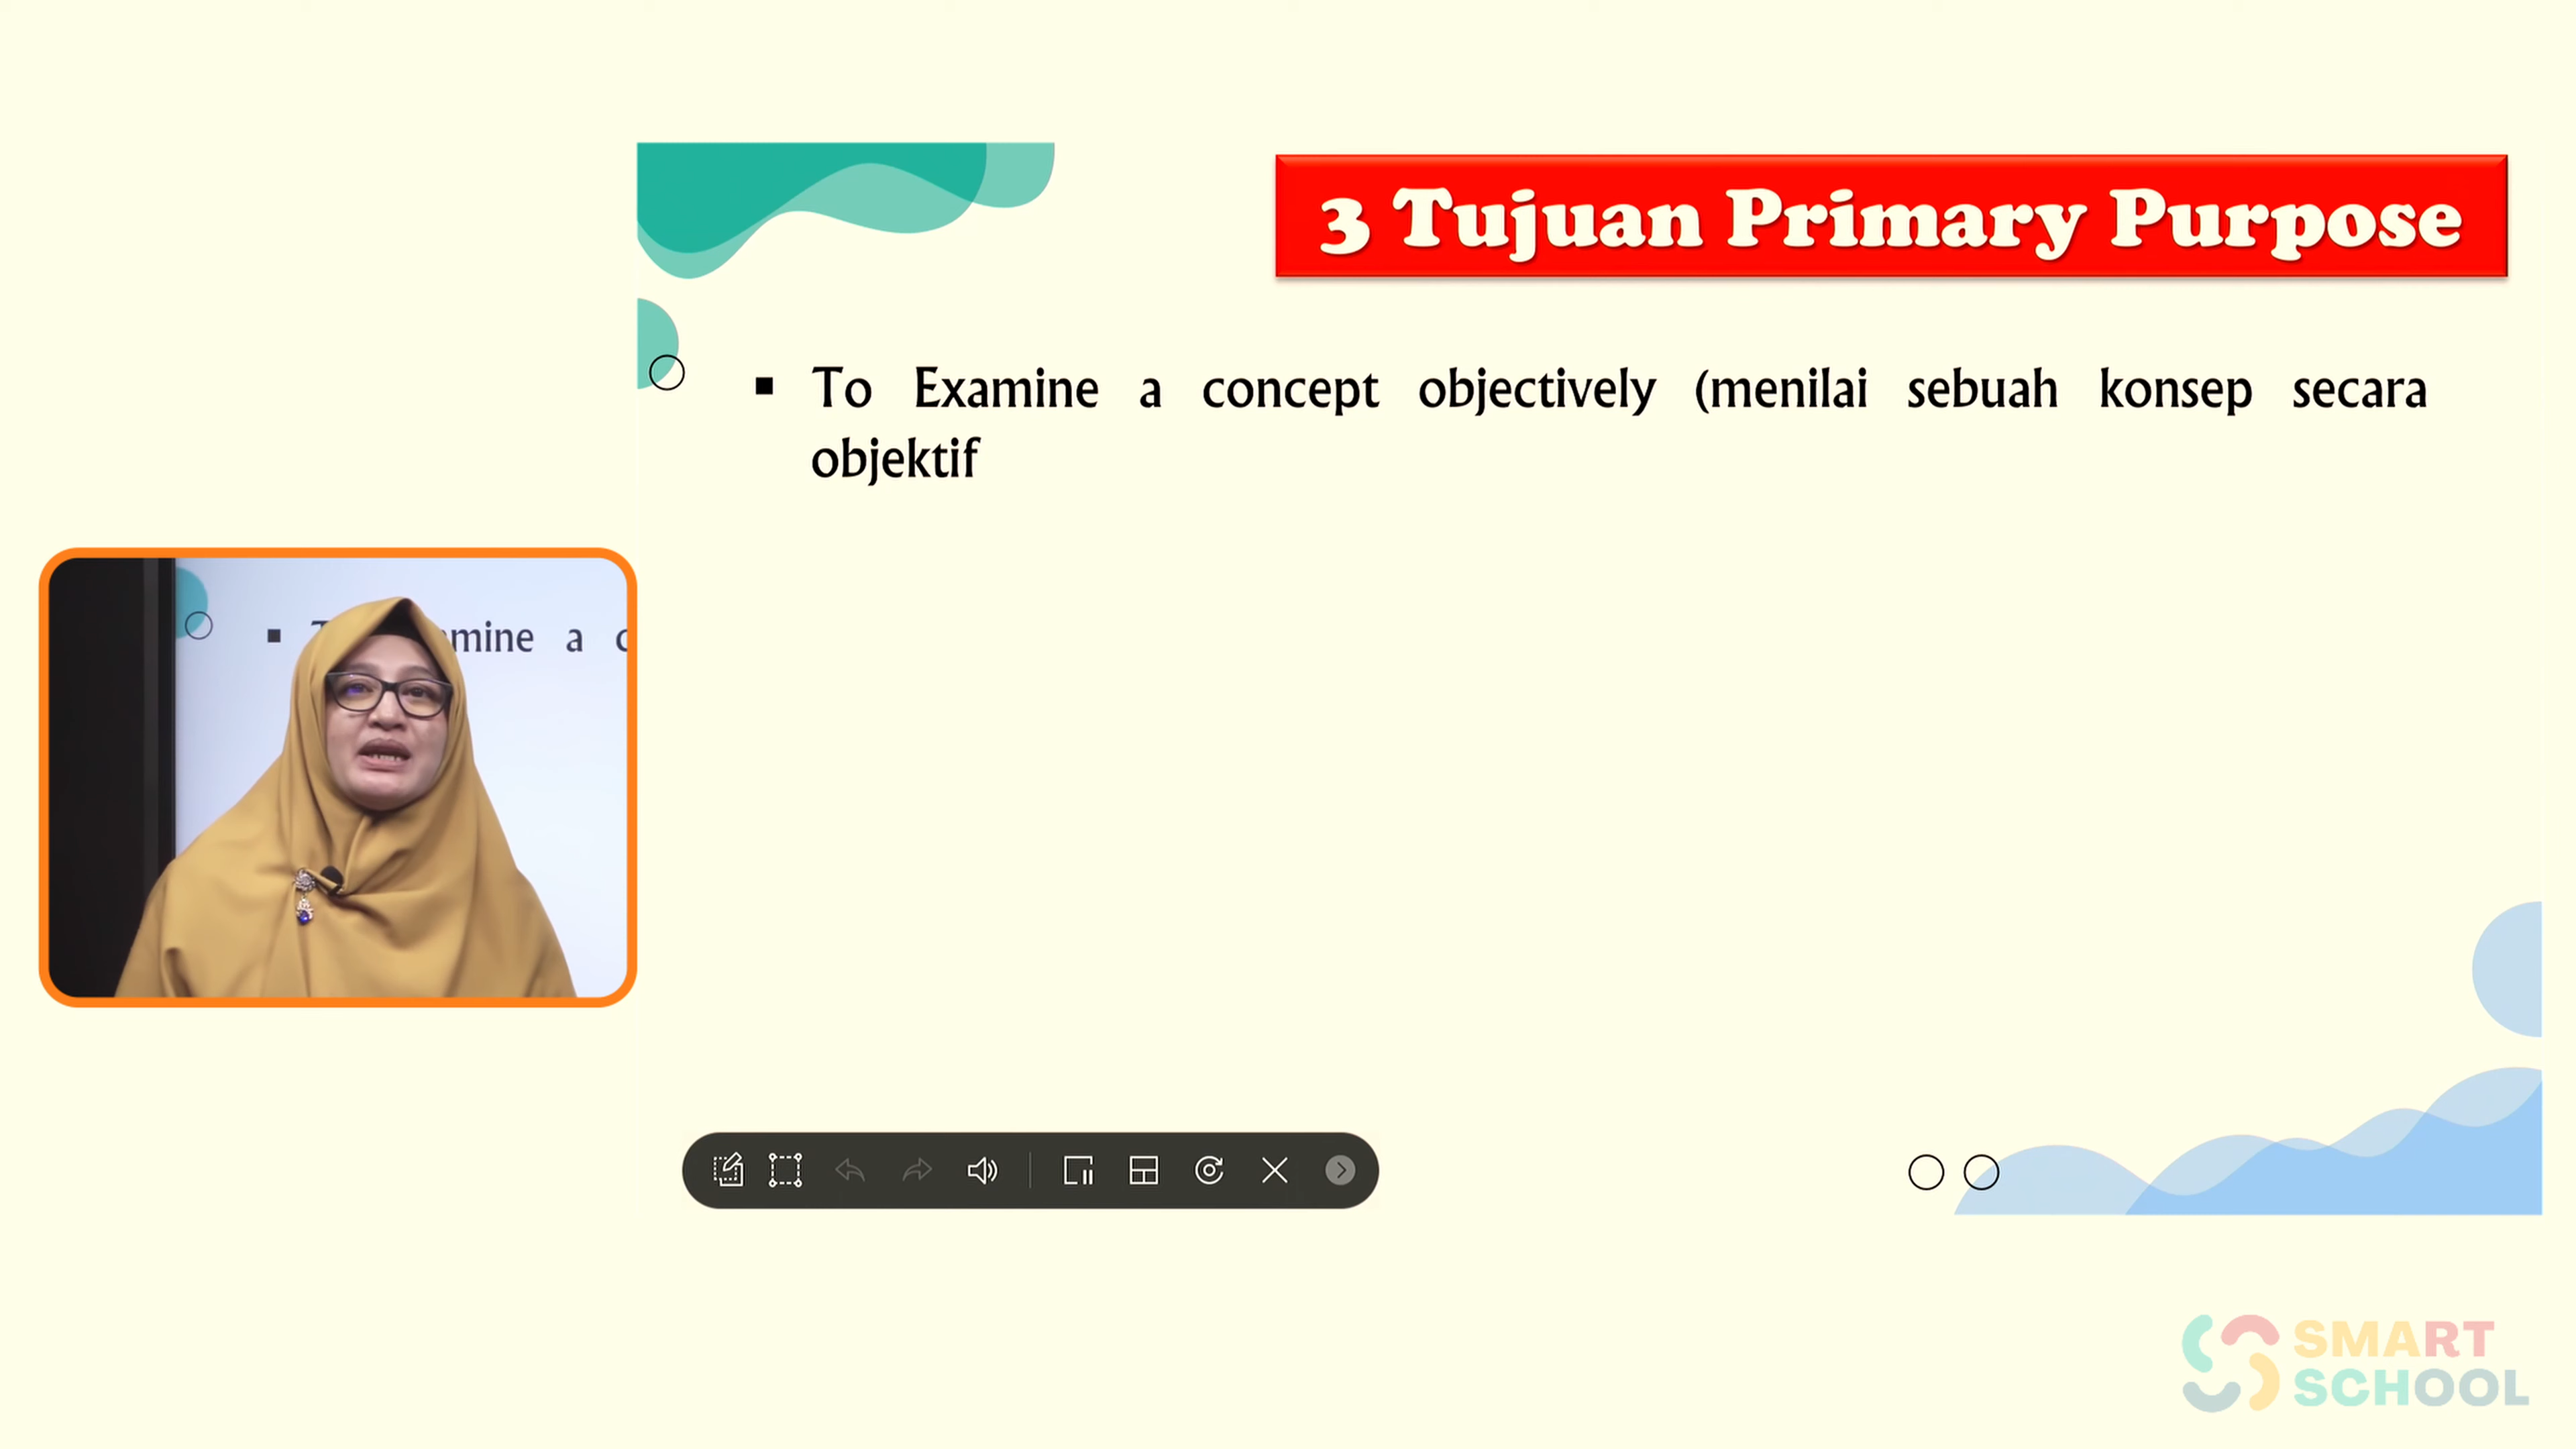 3 Tujuan Primary Purpose
▪ To Examine a concept objectively (menilai sebuah konsep secara
objektif
mine a
SMART
SCHOOL